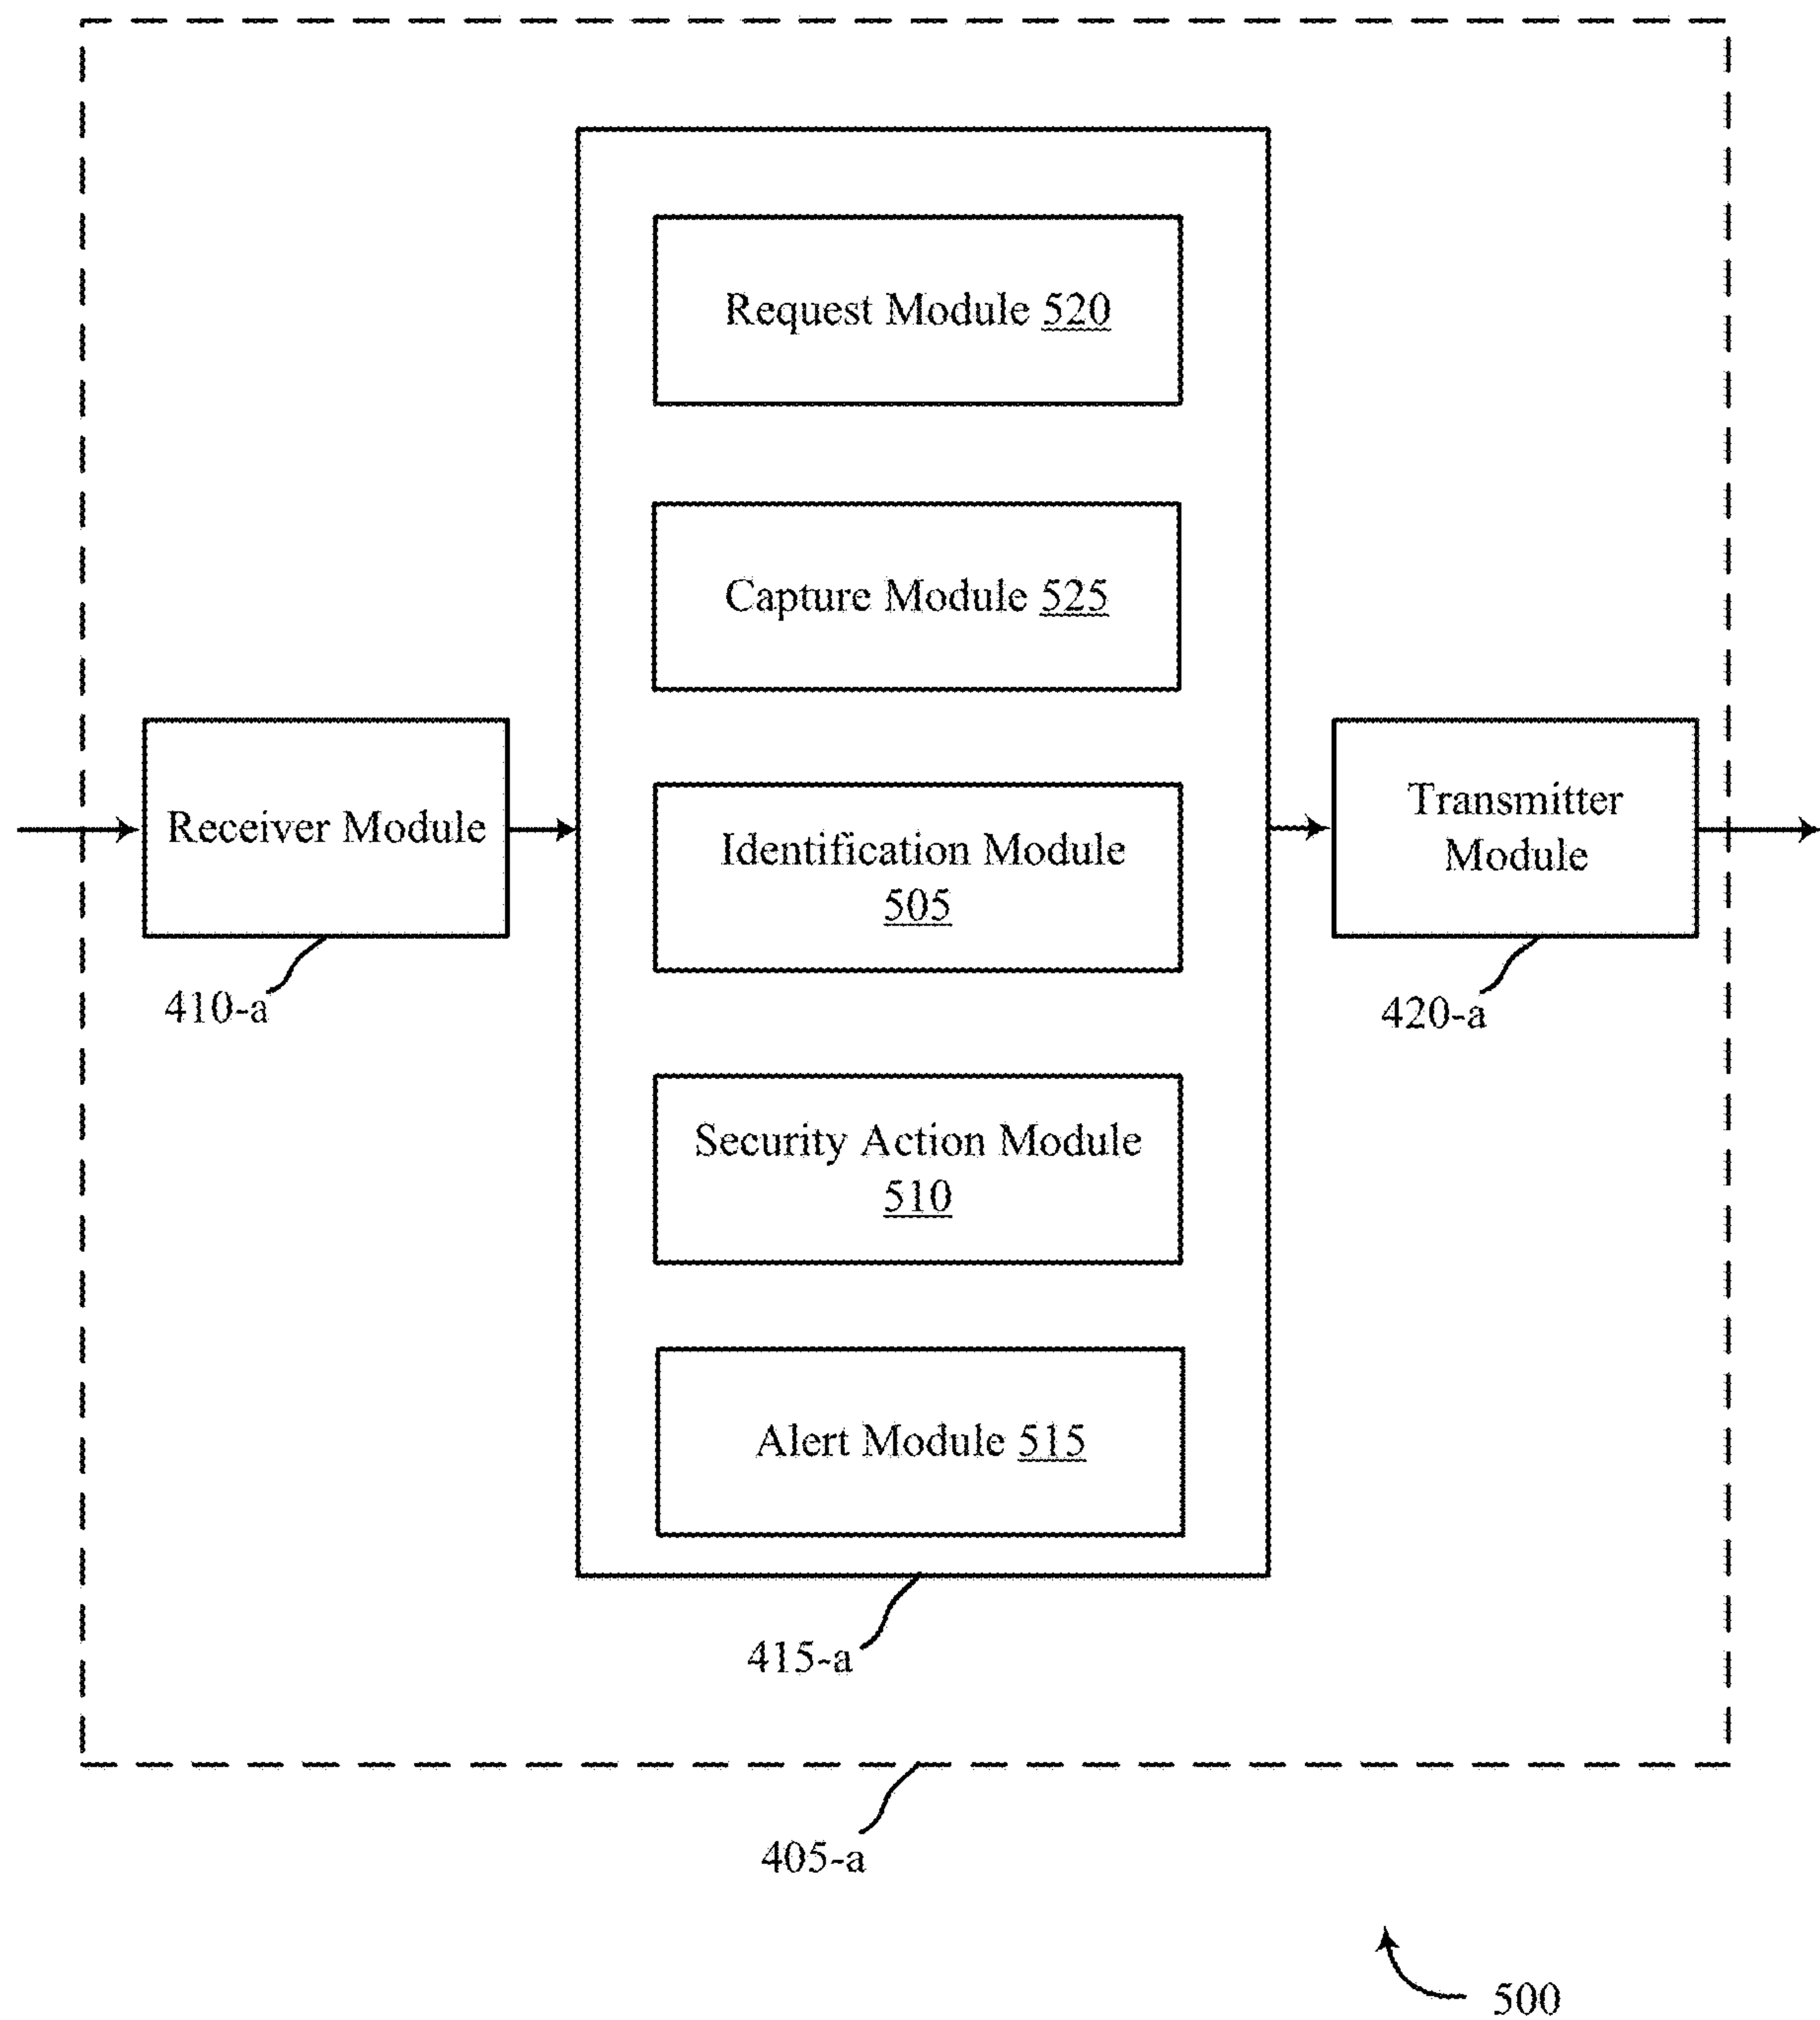 Request Module 520
Capture Module 525
Receiver Module
Identification Module
505
Transmitter
Module
410-a
420-a
Security Action Module
510
Alert Module 515
415-a
405-a
500